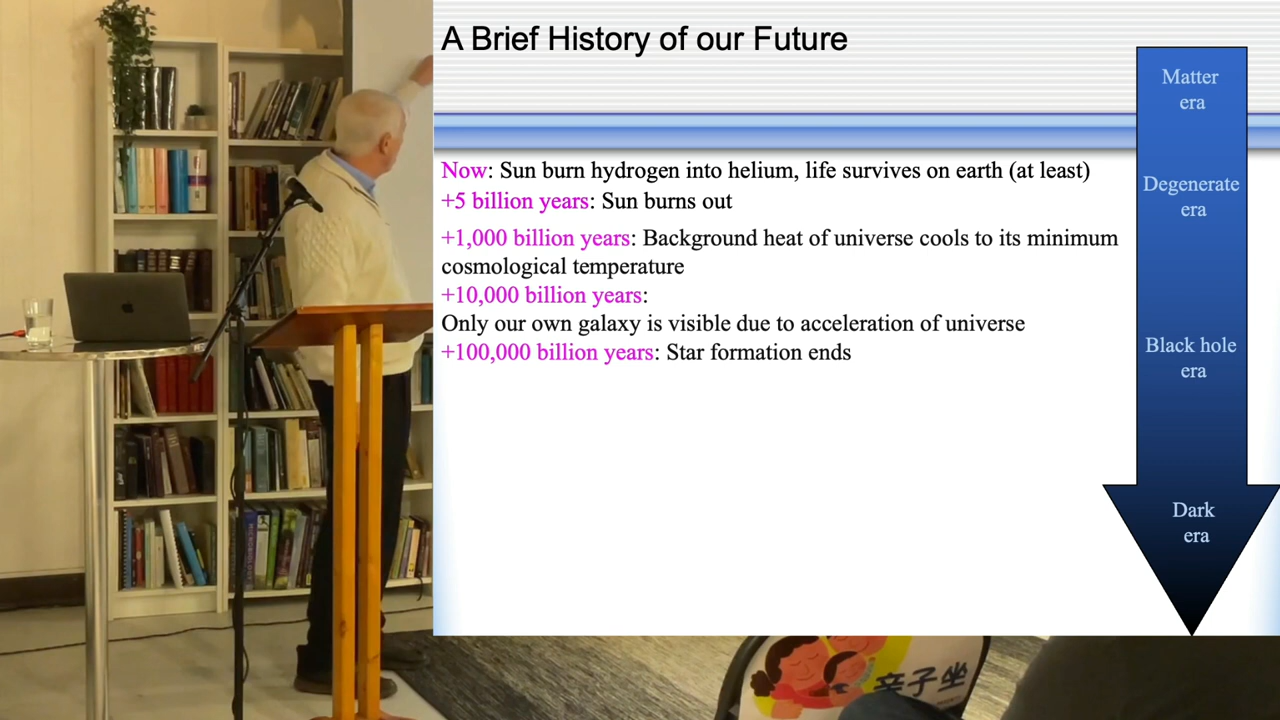 A Brief History of our Future
Now: Sun burn hydrogen into helium, life survives on earth (at least)
+5 billion years: Sun burns out
+1,000 billion years: Background heat of universe cools to its minimum
cosmological temperature
+10,000 billion years:
Only our own galaxy is visible due to acceleration of universe
+100,000 billion years: Star formation ends
Matter
era
Degenerate
era
Black hole
era
Dark
era
亲子坐